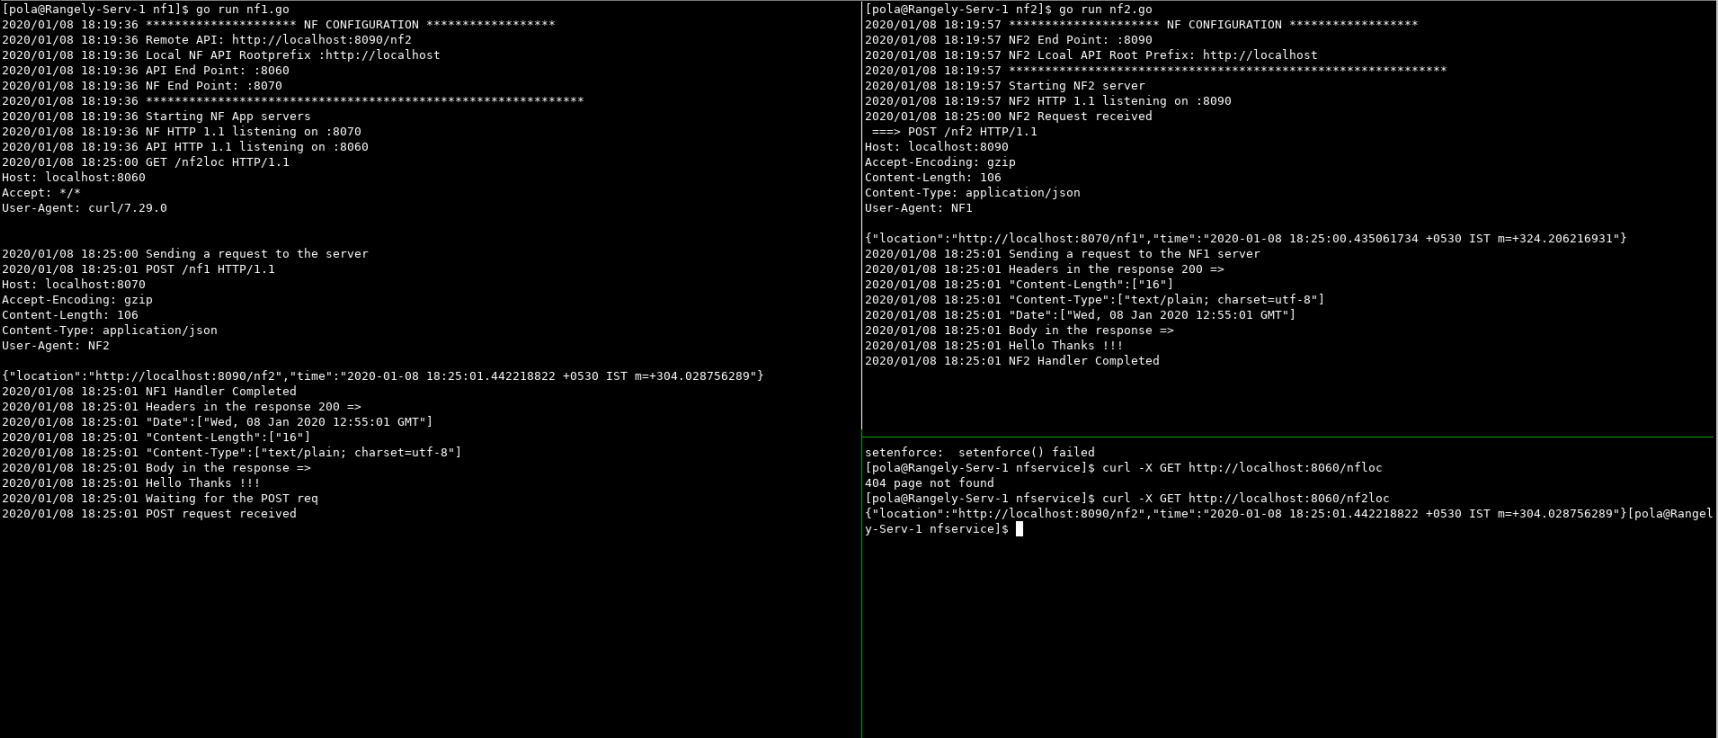 [pola@Rangely-Serv-1 nf1]$ go run nf1.go
2020/01/08 18:19:36 ********************* NF CONFIGURATION ******************
2020/01/08 18:19:36 Remote API: http://localhost:8090/nf2
2020/01/08 18:19:36 Local NF API Rootprefix :http://localhost
2020/01/08 18:19:36 API End Point: :8060
2020/01/08 18:19:36 NF End Point: :8070
2020/01/08 18:19:36 *************************************************************
2020/01/08 18:19:36 Starting NF App servers
2020/01/08 18:19:36 NF HTTP 1.1 listening on :8070
2020/01/08 18:19:36 API HTTP 1.1 listening on :8060
2020/01/08 18:25:00 GET /nf2loc HTTP/1.1
Host: localhost:8060
Accept: */*
User-Agent: curl/7.29.0
2020/01/08 18:25:00 Sending a request to the server
2020/01/08 18:25:01 POST /nf1 HTTP/1.1
Host: localhost:8070
Accept-Encoding: gzip
Content-Length: 106
Content-Type: application/json
User-Agent: NF2
{"location":"http://localhost:8090/nf2","time":"2020-01-08 18:25:01.442218822 +0530 IST m=+304.028756289"}
2020/01/08 18:25:01 NF1 Handler Completed
2020/01/08 18:25:01 Headers in the response 200 =>
2020/01/08 18:25:01 "Date":["Wed, 08 Jan 2020 12:55:01 GMT"]
2020/01/08 18:25:01 "Content-Length":["16"]
2020/01/08 18:25:01 "Content-Type":["text/plain; charset=utf-8"]
2020/01/08 18:25:01 Body in the response =>
2020/01/08 18:25:01 Hello Thanks !!!
2020/01/08 18:25:01 Waiting for the POST req
2020/01/08 18:25:01 POST request received
[pola@Rangely-Serv-1 nf2]$ go run nf2.go
2020/01/08 18:19:57 ********************* NF CONFIGURATION ******************
2020/01/08 18:19:57 NF2 End Point: :8090
2020/01/08 18:19:57 NF2 Lcoal API Root Prefix: http://localhost
2020/01/08 18:19:57 *************************************************************
2020/01/08 18:19:57 Starting NF2 server
2020/01/08 18:19:57 NF2 HTTP 1.1 listening on :8090
2020/01/08 18:25:00 NF2 Request received
===> POST /nf2 HTTP/1.1
Host: localhost:8090
Accept-Encoding: gzip
Content-Length: 106
Content-Type: application/json
User-Agent: NF1
{"location":"http://localhost:8070/nf1","time":"2020-01-08 18:25:00.435061734 +0530 IST m=+324.206216931"}
2020/01/08 18:25:01 Sending a request to the NF1 server
2020/01/08 18:25:01 Headers in the response 200 =>
2020/01/08 18:25:01 "Content-Length":["16"]
2020/01/08 18:25:01 "Content-Type":["text/plain; charset=utf-8"]
2020/01/08 18:25:01 "Date":["Wed, 08 Jan 2020 12:55:01 GMT"]
2020/01/08 18:25:01 Body in the response =>
2020/01/08 18:25:01 Hello Thanks !!!
2020/01/08 18:25:01 NF2 Handler Completed
setenforce:  setenforce() failed
[pola@Rangely-Serv-1 nfservice]$ curl -X GET http://localhost:8060/nfloc
404 page not found
[pola@Rangely-Serv-1 nfservice]$ curl -X GET http://localhost:8060/nf2loc
{"location":"http://localhost:8090/nf2","time":"2020-01-08 18:25:01.442218822 +0530 IST m=+304.028756289"}[pola@Rangel
y-Serv-1 nfservice]$